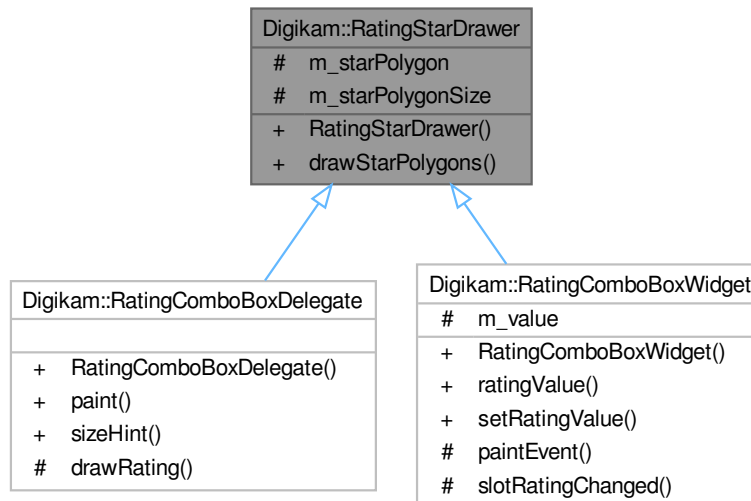 Digikam::RatingStarDrawer
# m_starPolygon
# m_starPolygonSize
+ RatingStarDrawer()
+ drawStarPolygons()
Digikam::RatingComboBoxDelegate
+ RatingComboBoxDelegate()
+ paint()
+ sizeHint()
# drawRating()
Digikam::RatingComboBoxWidget
# m_value
+ RatingComboBoxWidget()
+ ratingValue()
+ setRatingValue()
# paintEvent()
# slotRatingChanged()